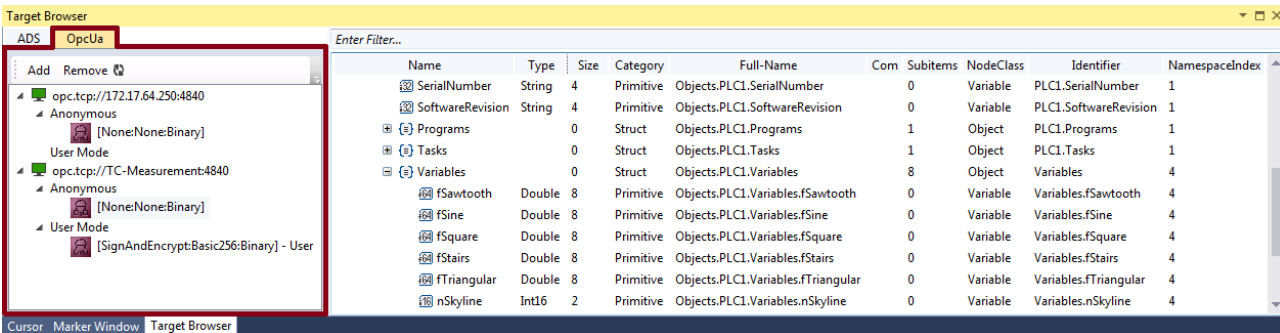 Target Browser
ADS OpcUa
Enter Filter...
Add Remove
Name Type Size Category Full-Name Com Subitems NodeClass Identifier NamespaceIndex
opc.tcp://172.17.64.250:4840
Anonymous
[None:None:Binary]
User Mode
opc.tcp://TC-Measurement:4840
Anonymous
[None:None:Binary]
User Mode
[SignAndEncrypt:Basic256:Binary] - User
SerialNumber String 4 Primitive Objects.PLC1.SerialNumber 0 Variable PLC1.SerialNumber 1
SoftwareRevision String 4 Primitive Objects.PLC1.SoftwareRevision 0 Variable PLC1.SoftwareRevision 1
Programs 0 Struct Objects.PLC1.Programs 1 Object PLC1.Programs 1
Tasks 0 Struct Objects.PLC1.Tasks 1 Object PLC1.Tasks 1
Variables 0 Struct Objects.PLC1.Variables 8 Object Variables 4
fSawtooth Double 8 Primitive Objects.PLC1.Variables.fSawtooth 0 Variable Variables.fSawtooth 4
fSine Double 8 Primitive Objects.PLC1.Variables.fSine 0 Variable Variables.fSine 4
fSquare Double 8 Primitive Objects.PLC1.Variables.fSquare 0 Variable Variables.fSquare 4
fStairs Double 8 Primitive Objects.PLC1.Variables.fStairs 0 Variable Variables.fStairs 4
fTriangular Double 8 Primitive Objects.PLC1.Variables.fTriangular 0 Variable Variables.fTriangular 4
nSkyline Int16 2 Primitive Objects.PLC1.Variables.nSkyline 0 Variable Variables.nSkyline 4
Cursor Marker Window Target Browser